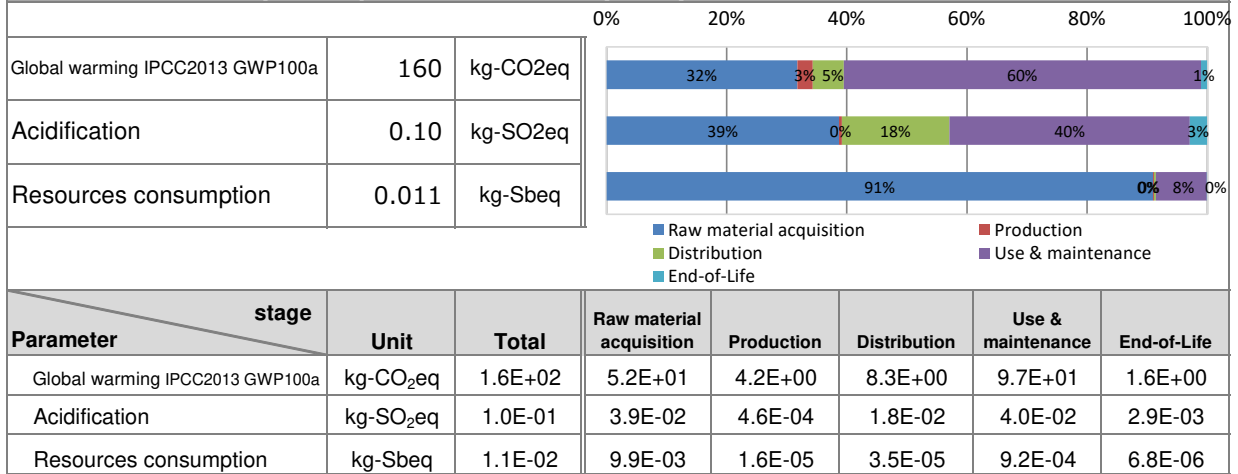 0% 20% 40% 60% 80% 100%
Global warming IPCC2013 GWP100a 160 kg-CO2eq 32% 3% 5% 60% 1%
Acidification 0.10 kg-SO2eq 39% 0% 18% 40% 3%
Resources consumption 0.011 kg-Sbeq 91% 0% 8% 0%
Raw material acquisition Production
Distribution Use & maintenance
End-of-Life
stage
Parameter Unit Total Raw material acquisition Production Distribution Use & maintenance End-of-Life
Global warming IPCC2013 GWP100a kg-CO₂eq 1.6E+02 5.2E+01 4.2E+00 8.3E+00 9.7E+01 1.6E+00
Acidification kg-SO₂eq 1.0E-01 3.9E-02 4.6E-04 1.8E-02 4.0E-02 2.9E-03
Resources consumption kg-Sbeq 1.1E-02 9.9E-03 1.6E-05 3.5E-05 9.2E-04 6.8E-06